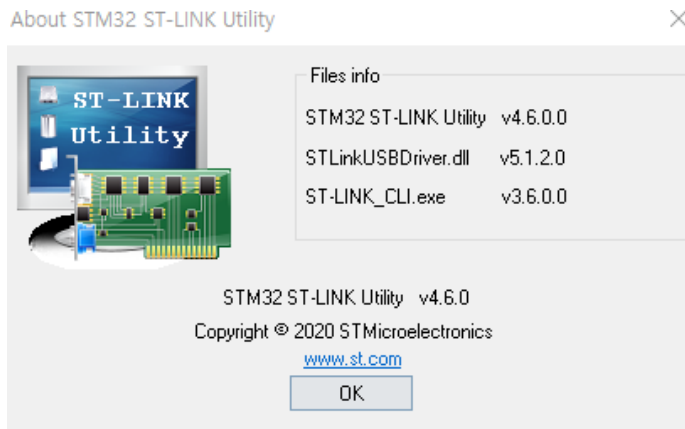 About STM32 ST-LINK Utility
ST-LINK
Utility
Files info
STM32 ST-LINK Utility v4.6.0.0
STLinkUSBDriver.dll v5.1.2.0
ST-LINK_CLI.exe v3.6.0.0
STM32 ST-LINK Utility v4.6.0
Copyright © 2020 STMicroelectronics
www.st.com
OK